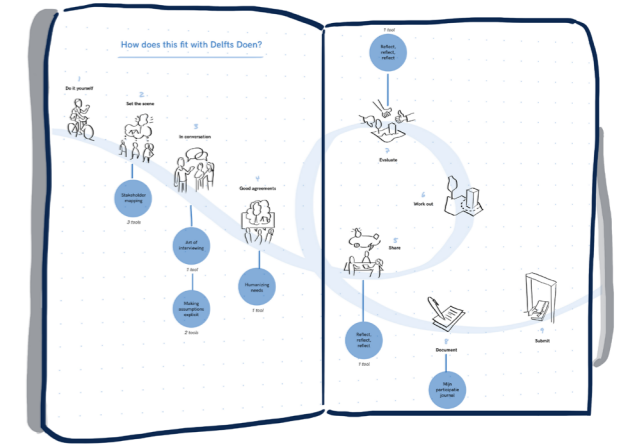 How does this fit with Delfts Doen?
1
Do it yourself
2
Set the scene
Stakeholder
mapping
3 tools
3
In conversation
Art of
interviewing
1 tool
Making
assumptions
explicit
2 tools
4
Good agreements
Humanizing
needs
1 tool
5
Share
Reflect,
reflect,
reflect
1 tool
6
Work out
1 tool
Reflect,
reflect,
reflect
7
Evaluate
8
Document
Mijn
participatie
journal
9
Submit